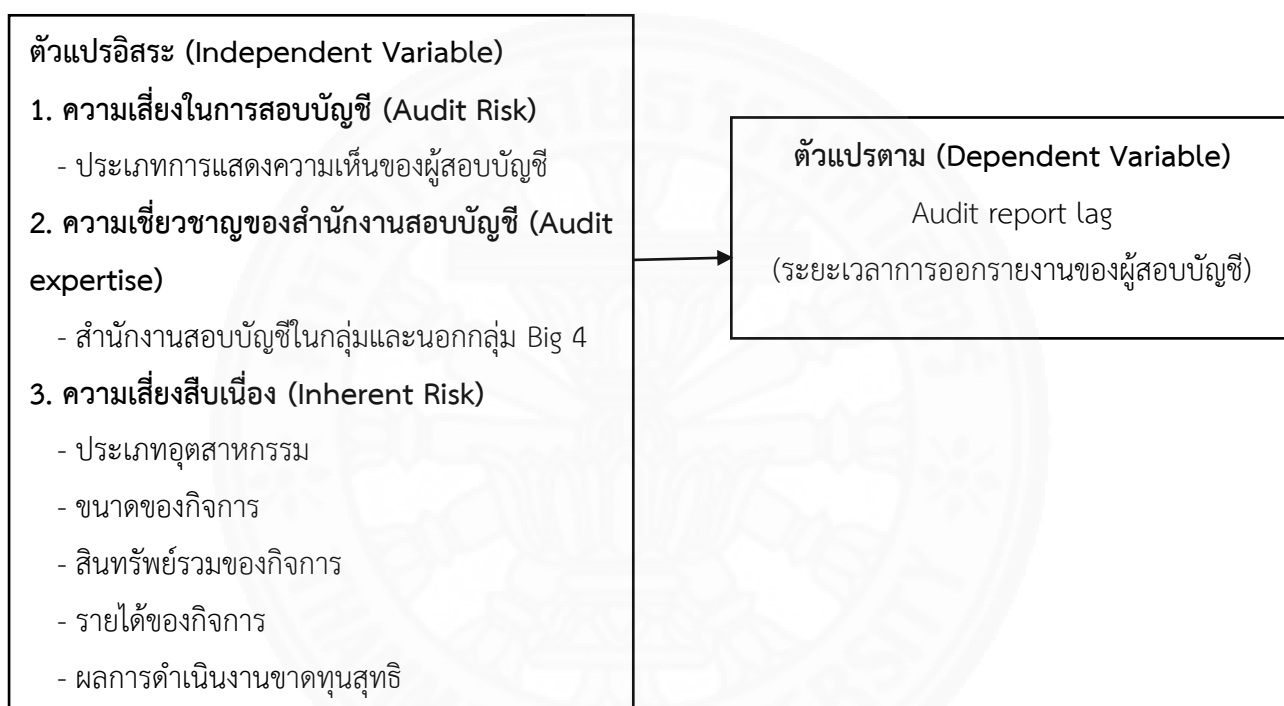 ตัวแปรอิสระ (Independent Variable)
1. ความเสี่ยงในการสอบบัญชี (Audit Risk)
- ประเภทการแสดงความเห็นของผู้สอบบัญชี
2. ความเชี่ยวชาญของสำนักงานสอบบัญชี (Audit
expertise)
- สำนักงานสอบบัญชีในกลุ่มและนอกกลุ่ม Big 4
3. ความเสี่ยงสืบเนื่อง (Inherent Risk)
- ประเภทอุตสาหกรรม
- ขนาดของกิจการ
- สินทรัพย์รวมของกิจการ
- รายได้ของกิจการ
- ผลการดำเนินงานขาดทุนสุทธิ
ตัวแปรตาม (Dependent Variable)
Audit report lag
(ระยะเวลาการออกรายงานของผู้สอบบัญชี)